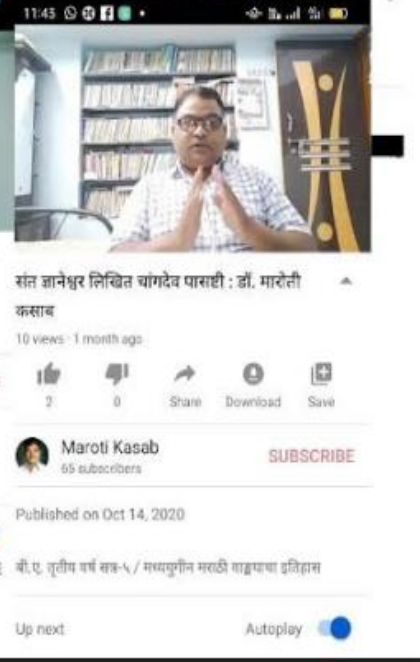 11:43
संत ज्ञानेश्वर लिखित चांगदेव पासष्टी : डॉ. मारोती
कसाब
10 views · 1 month ago
2 0 Share Download Save
Maroti Kasab
65 subscribers
SUBSCRIBE
Published on Oct 14, 2020
बी.ए. तृतीय वर्ष सत्र-५ / मध्ययुगीन मराठी वाङ्मयाचा इतिहास
Up next Autoplay